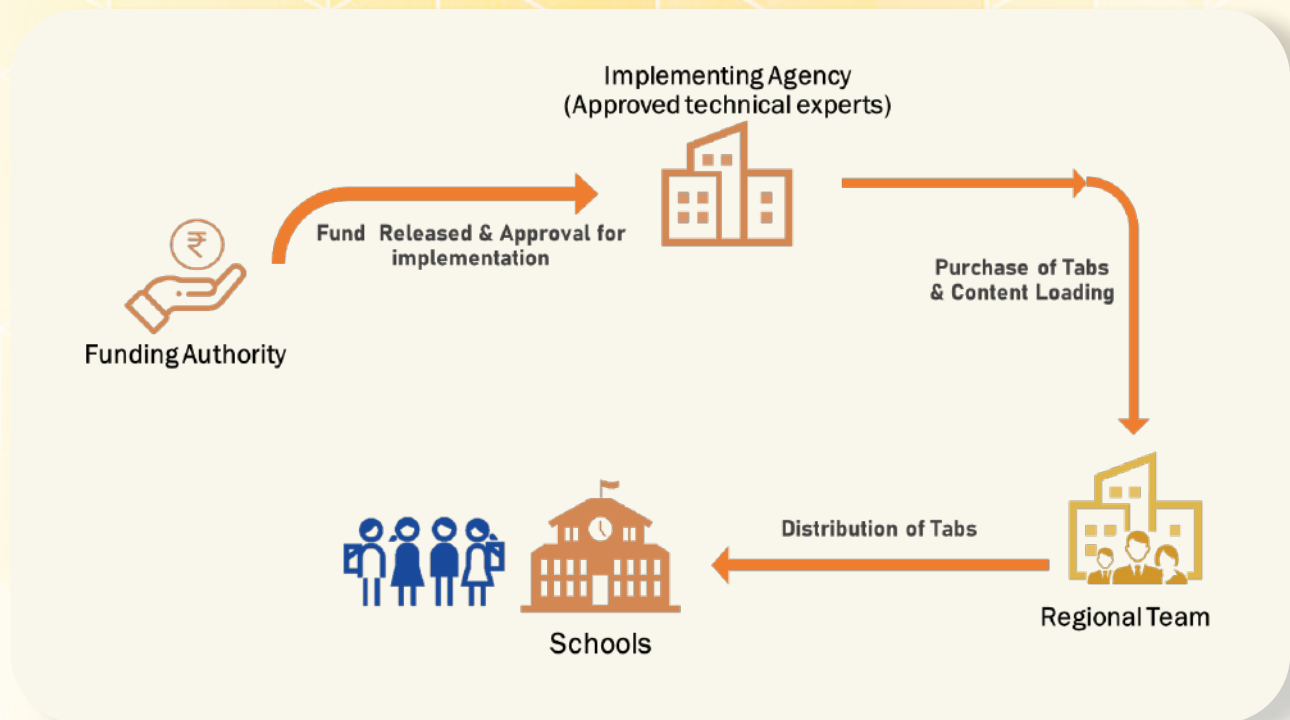 Implementing Agency
(Approved technical experts)
₹
Fund Released & Approval for
implementation
Purchase of Tabs
& Content Loading
Funding Authority
Distribution of Tabs
Regional Team
Schools